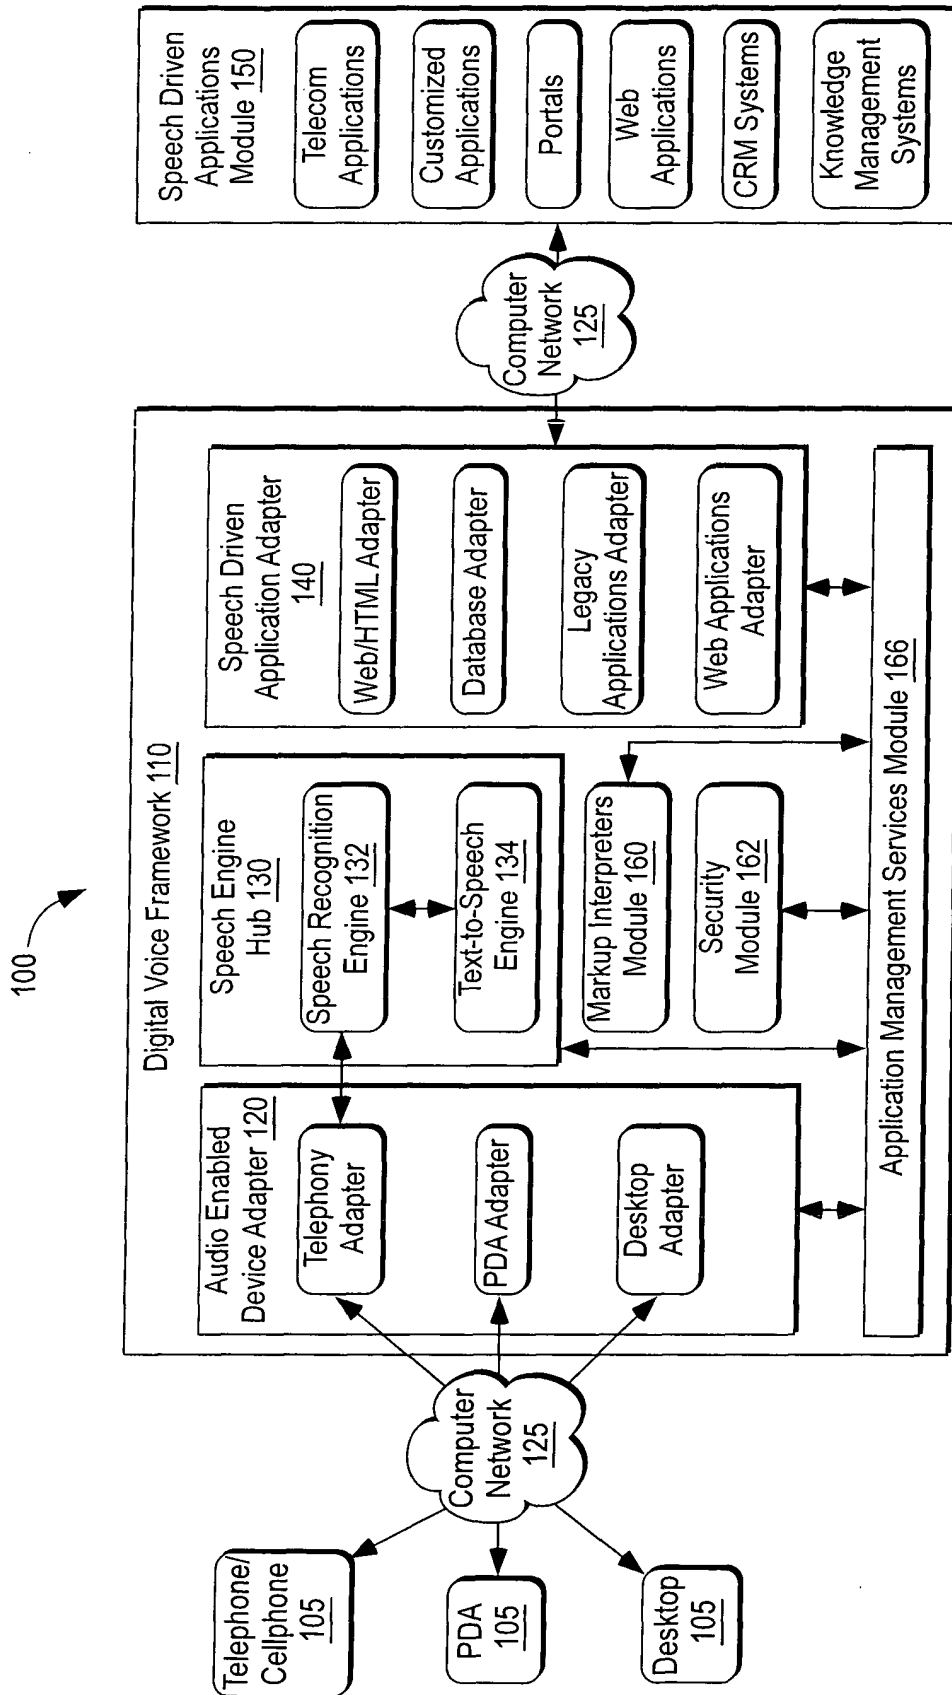 100
Telephone/
Cellphone
105
PDA
105
Desktop
105
Computer
Network
125
Digital Voice Framework 110
Audio Enabled
Device Adapter 120
Telephony
Adapter
PDA Adapter
Desktop
Adapter
Speech Engine
Hub 130
Speech Recognition
Engine 132
Text-to-Speech
Engine 134
Markup Interpreters
Module 160
Security
Module 162
Speech Driven
Application Adapter
140
Web/HTML Adapter
Database Adapter
Legacy
Applications Adapter
Web Applications
Adapter
Application Management Services Module 166
Computer
Network
125
Speech Driven
Applications
Module 150
Telecom
Applications
Customized
Applications
Portals
Web
Applications
CRM Systems
Knowledge
Management
Systems